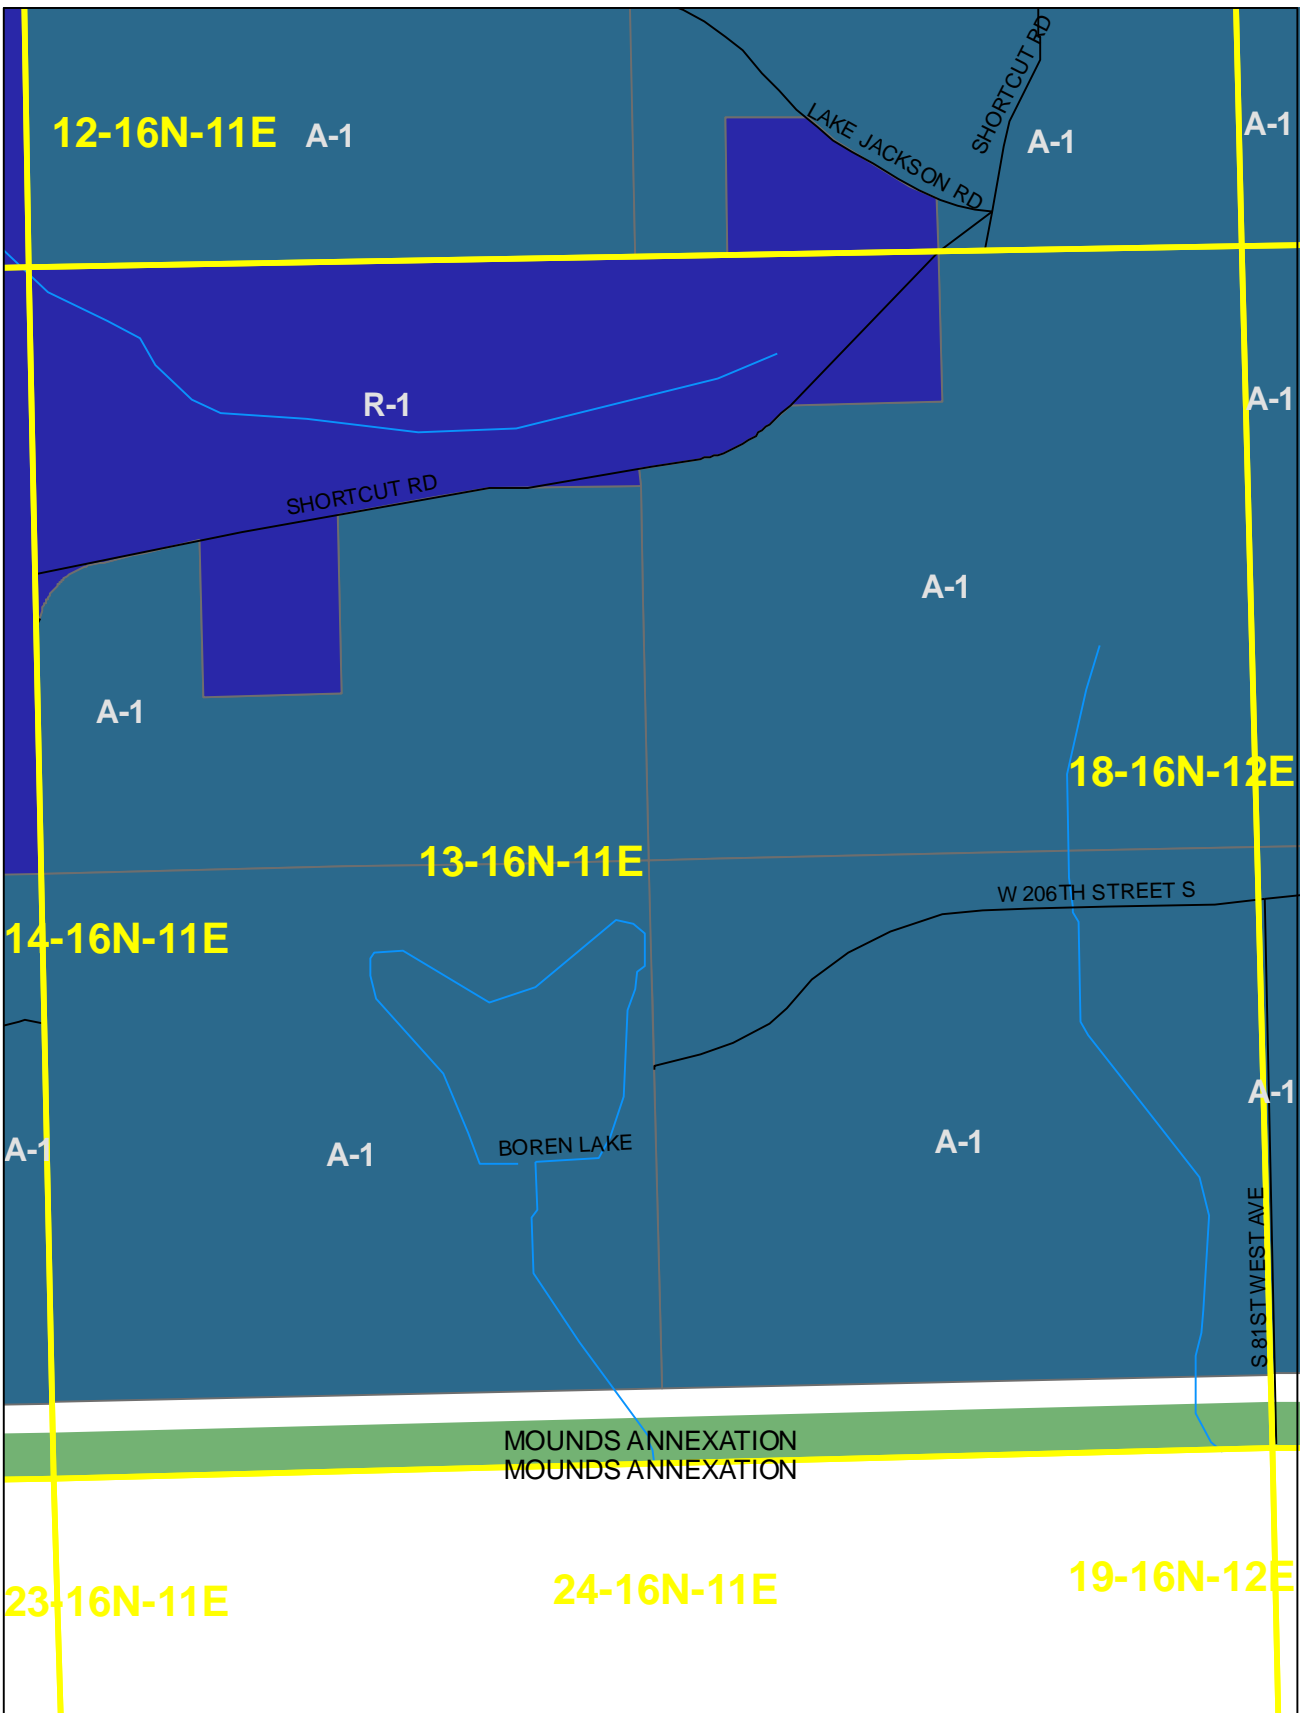 SHORTCUT RD
LAKE JACKSON RD
12-16N-11E
A-1
A-1
A-1
R-1
A-1
SHORTCUT RD
A-1
A-1
18-16N-12E
13-16N-11E
W 206TH STREET S
14-16N-11E
A-1
A-1
A-1
BOREN LAKE
A-1
S 81ST WEST AVE
MOUNDS ANNEXATION
MOUNDS ANNEXATION
23-16N-11E
24-16N-11E
19-16N-12E